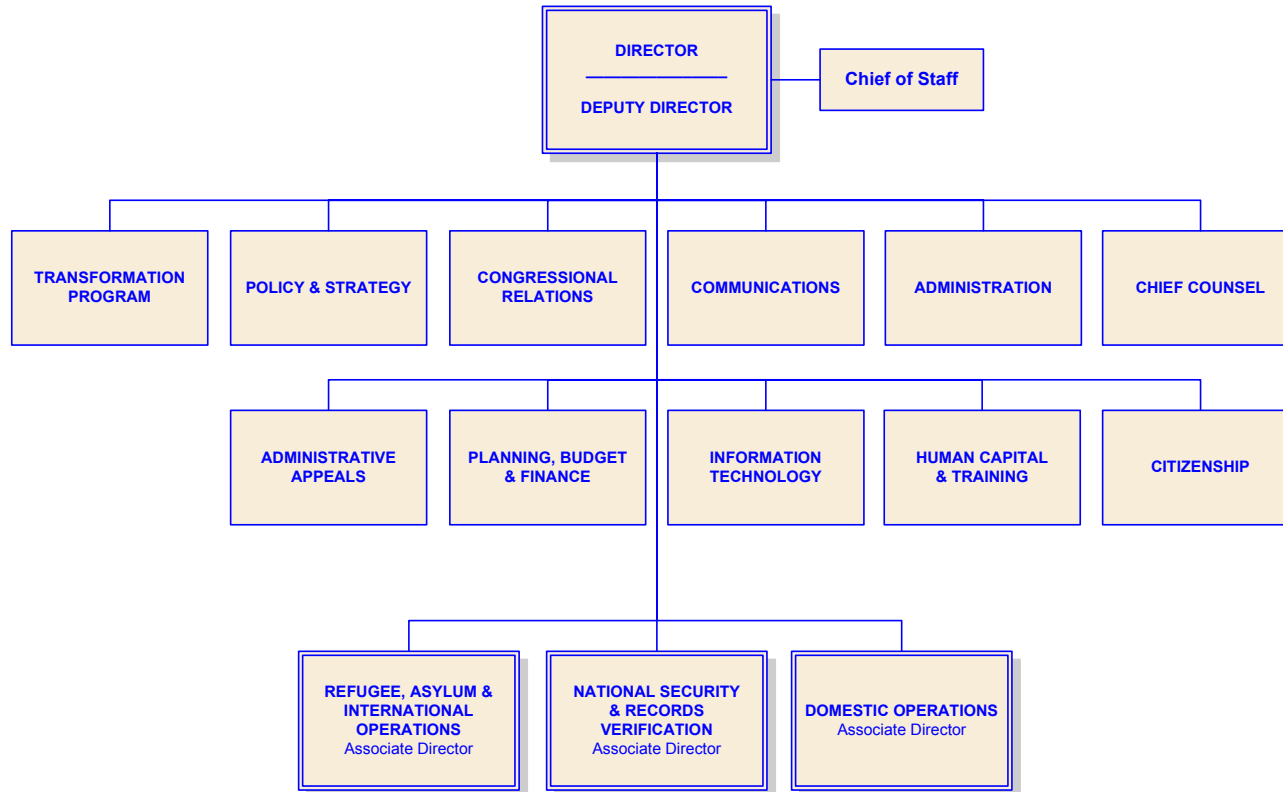 DIRECTOR
DEPUTY DIRECTOR
Chief of Staff
TRANSFORMATION
PROGRAM
POLICY & STRATEGY
CONGRESSIONAL
RELATIONS
COMMUNICATIONS
ADMINISTRATION
CHIEF COUNSEL
ADMINISTRATIVE
APPEALS
PLANNING, BUDGET
& FINANCE
INFORMATION
TECHNOLOGY
HUMAN CAPITAL
& TRAINING
CITIZENSHIP
REFUGEE, ASYLUM &
INTERNATIONAL
OPERATIONS
Associate Director
NATIONAL SECURITY
& RECORDS
VERIFICATION
Associate Director
DOMESTIC OPERATIONS
Associate Director